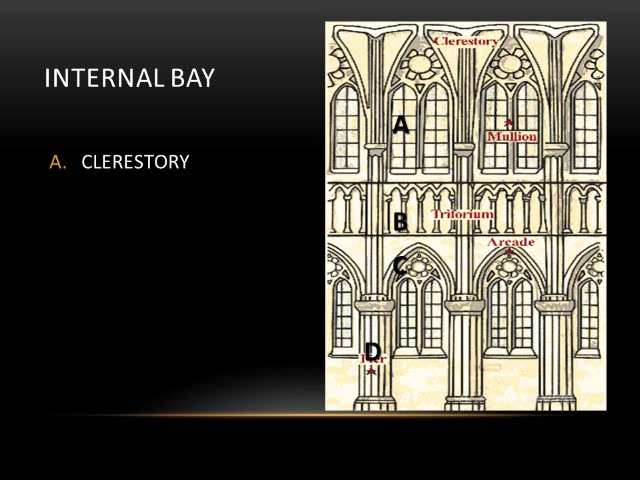 INTERNAL BAY
A. CLERESTORY
Clerestory
A
Mullion
B
Triforium
Arcade
C
D
Pier